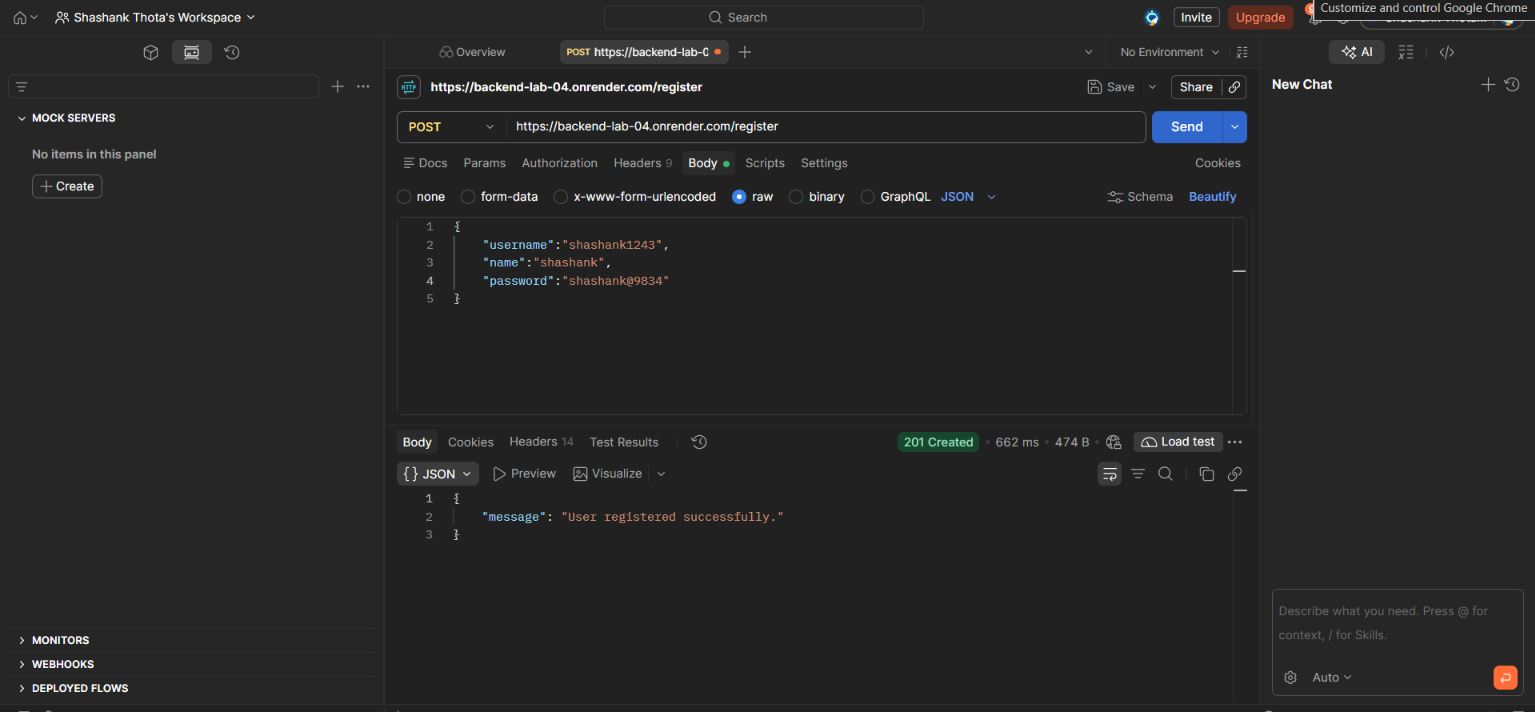 Shashank Thota's Workspace
Search
Invite
Upgrade
Customize and control Google Chrome
Overview
POST https://backend-lab-0
No Environment
AI
MOCK SERVERS
No items in this panel
Create
MONITORS
WEBHOOKS
DEPLOYED FLOWS
HTTP
https://backend-lab-04.onrender.com/register
Save
Share
POST
https://backend-lab-04.onrender.com/register
Send
Docs
Params
Authorization
Headers 9
Body
Scripts
Settings
Cookies
none
form-data
x-www-form-urlencoded
raw
binary
GraphQL
JSON
Schema
Beautify
1 {
2 "username":"shashank1243",
3 "name":"shashank",
4 "password":"shashank@9834"
5 }
Body
Cookies
Headers 14
Test Results
201 Created
662 ms
474 B
Load test
{} JSON
Preview
Visualize
1 {
2 "message": "User registered successfully."
3 }
New Chat
Describe what you need. Press @ for
context, / for Skills.
Auto